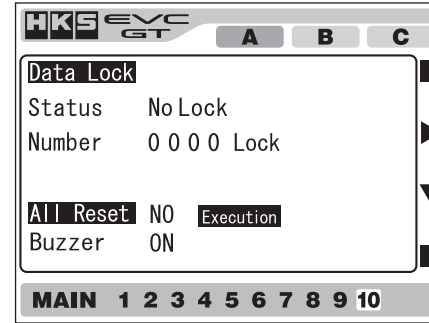 HKS EVC
GT
A B C
Data Lock
Status No Lock
Number 0 0 0 0 Lock
All Reset NO Execution
Buzzer ON
MAIN 1 2 3 4 5 6 7 8 9 10